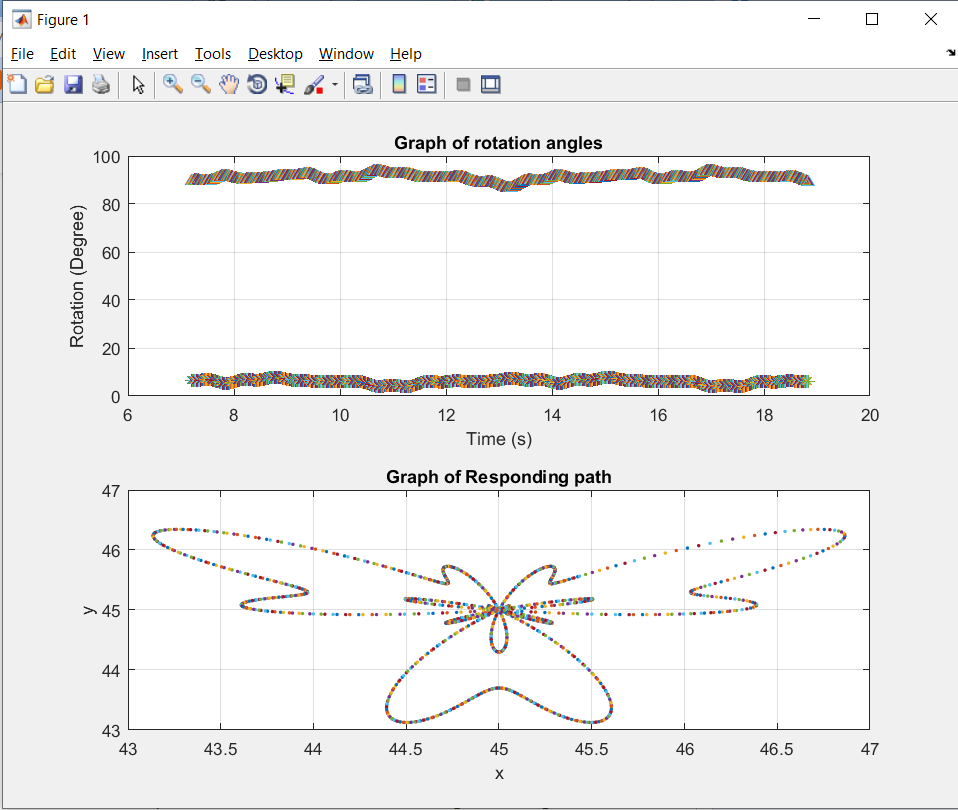 Figure 1
File Edit View Insert Tools Desktop Window Help
Graph of rotation angles
100
80
60
40
20
0
Rotation (Degree)
6 8 10 12 14 16 18 20
Time (s)
Graph of Responding path
47
46
45
44
43
y
43 43.5 44 44.5 45 45.5 46 46.5 47
x